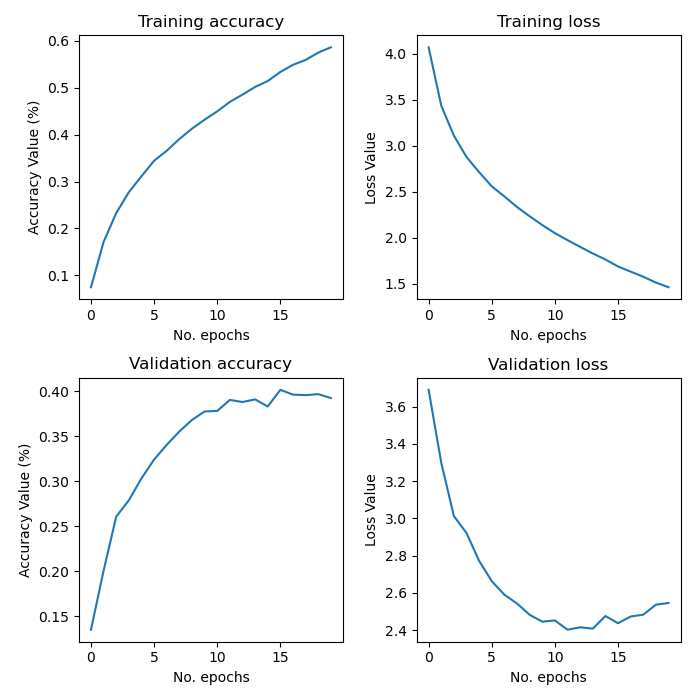 Training accuracy
Accuracy Value (%)
0.6
0.5
0.4
0.3
0.2
0.1
0 5 10 15
No. epochs
Training loss
Loss Value
4.0
3.5
3.0
2.5
2.0
1.5
0 5 10 15
No. epochs
Validation accuracy
Accuracy Value (%)
0.40
0.35
0.30
0.25
0.20
0.15
0 5 10 15
No. epochs
Validation loss
Loss Value
3.6
3.4
3.2
3.0
2.8
2.6
2.4
0 5 10 15
No. epochs